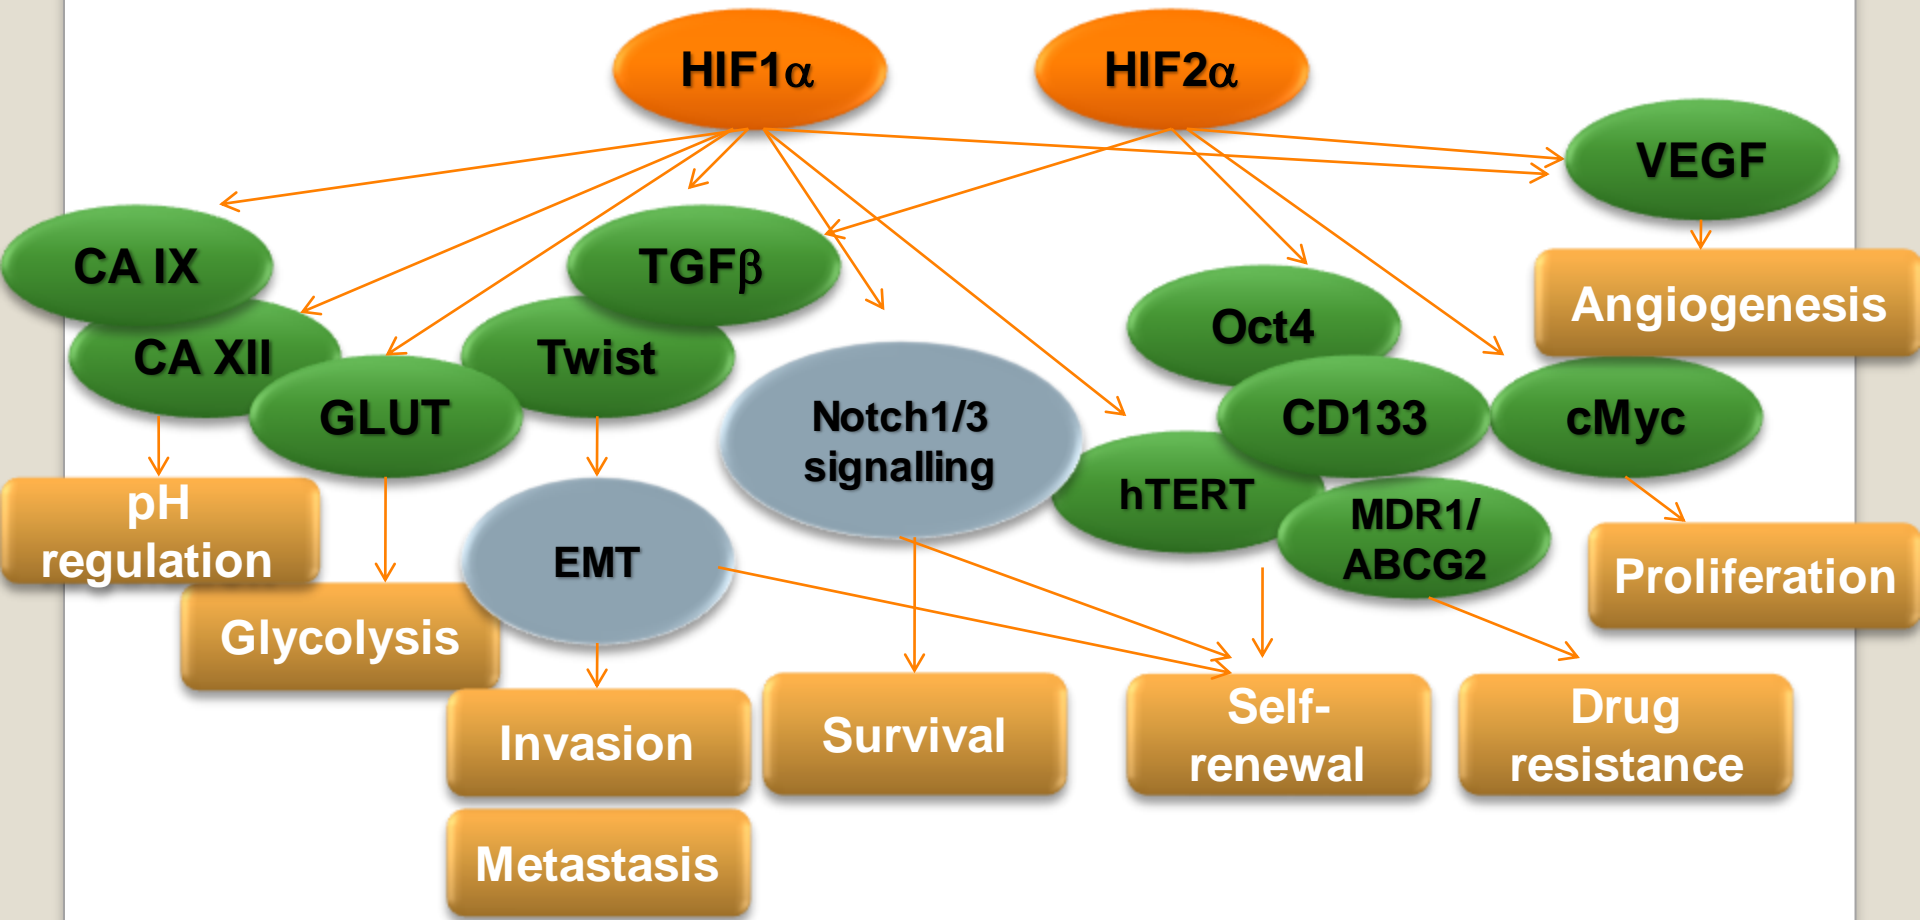 HIF1α
HIF2α
VEGF
CA IX
TGFβ
Angiogenesis
Oct4
CA XII
Twist
GLUT
Notch1/3
signalling
CD133
cMyc
hTERT
MDR1/
ABCG2
pH
regulation
EMT
Proliferation
Glycolysis
Invasion
Survival
Self-
renewal
Drug
resistance
Metastasis